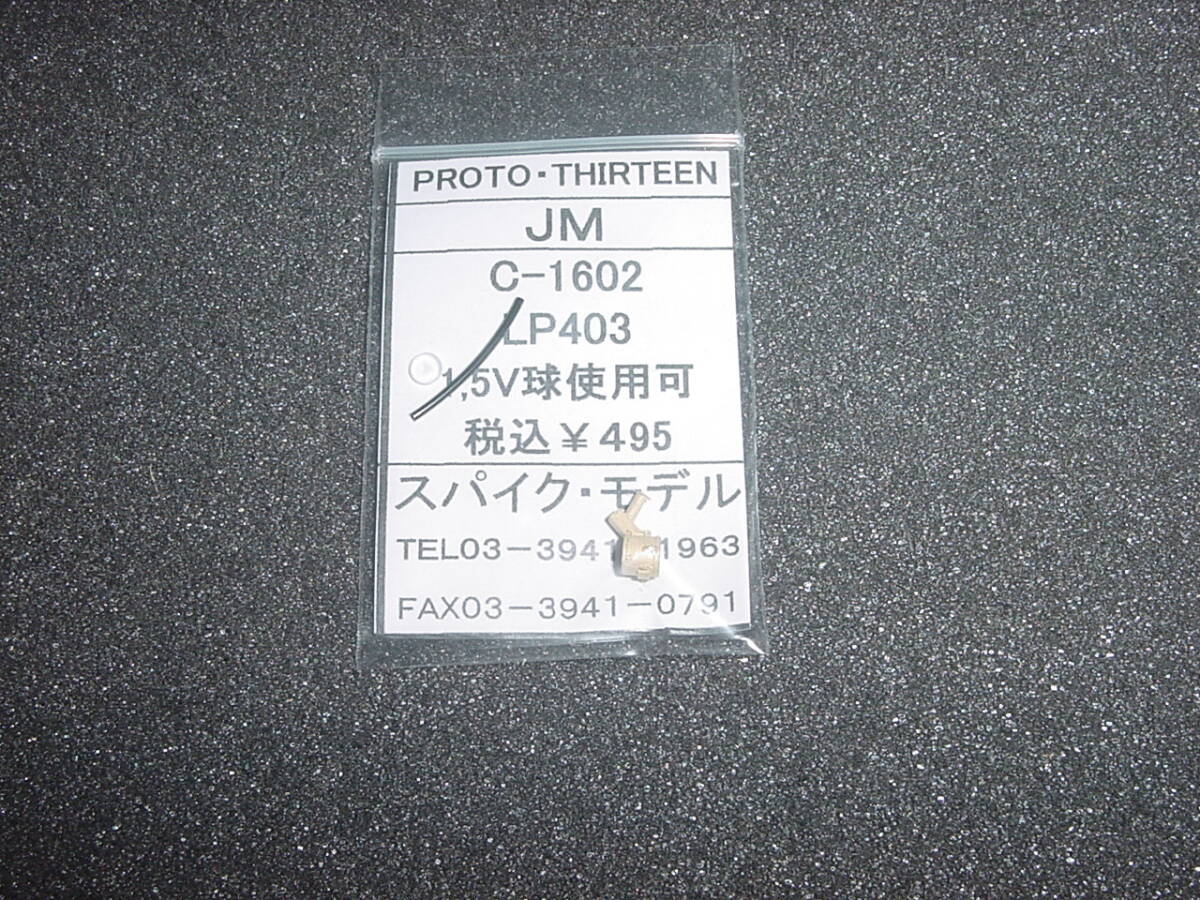 PROTO・THIRTEEN
JM
C-1602
LP403
1,5V球使用可
税込￥495
スパイク・モデル
TEL03-3941-1963
FAX03-3941-0791